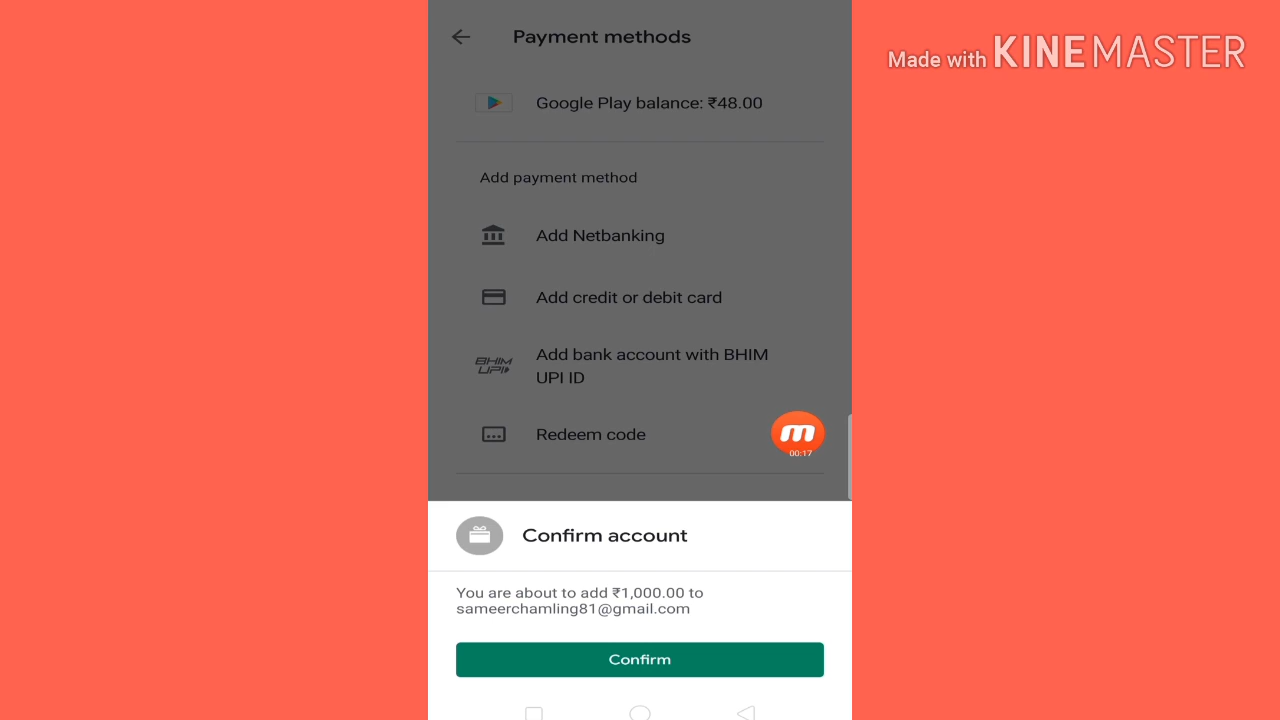 Payment methods
Made with KINEMASTER
Google Play balance: ₹48.00
Add payment method
Add Netbanking
Add credit or debit card
Add bank account with BHIM
UPI ID
BHIM
UPI
Redeem code
m
00:17
Confirm account
You are about to add ₹1,000.00 to
sameerchamling81@gmail.com
Confirm